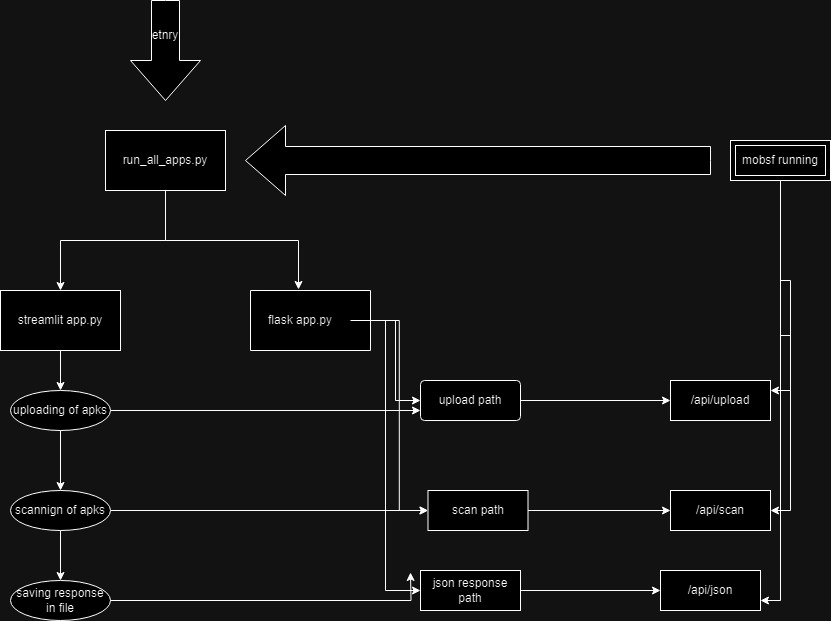 etnry
run_all_apps.py
mobsf running
streamlit app.py
flask app.py
uploading of apks
upload path
/api/upload
scannign of apks
scan path
/api/scan
saving response
in file
json response
path
/api/json